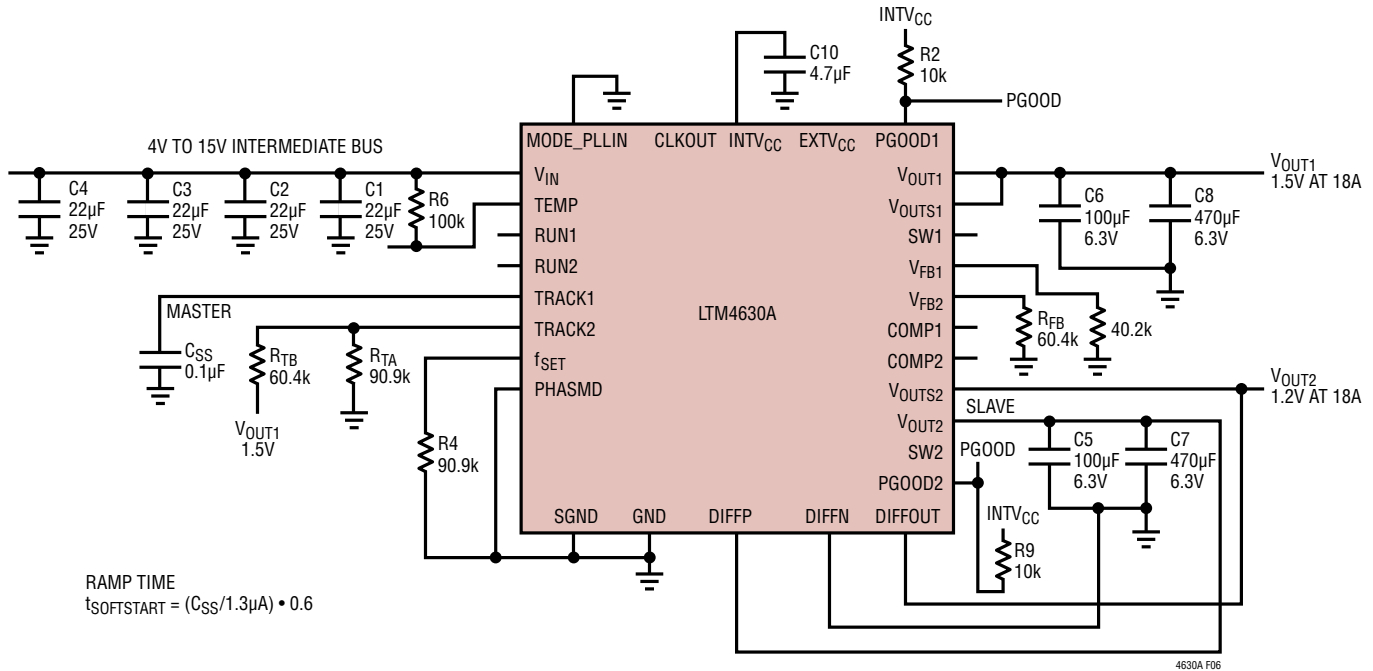 INTVCC
R2
10k
C10
4.7µF
PGOOD
4V TO 15V INTERMEDIATE BUS
MODE_PLLIN CLKOUT INTVCC EXTVCC PGOOD1
C4
22µF
25V
C3
22µF
25V
C2
22µF
25V
C1
22µF
25V
R6
100k
VIN
TEMP
RUN1
RUN2
TRACK1
TRACK2
fSET
PHASMD
LTM4630A
VOUT1
VOUTS1
SW1
VFB1
VFB2
COMP1
COMP2
VOUTS2
VOUT2
SW2
PGOOD2
SGND GND DIFFP DIFFN DIFFOUT
VOUT1
1.5V AT 18A
C6
100µF
6.3V
C8
470µF
6.3V
RFB
60.4k
40.2k
MASTER
CSS
0.1µF
RTB
60.4k
RTA
90.9k
VOUT1
1.5V
R4
90.9k
VOUT2
1.2V AT 18A
SLAVE
C5
100µF
6.3V
C7
470µF
6.3V
PGOOD
INTVCC
R9
10k
RAMP TIME
tSOFTSTART = (CSS/1.3µA) • 0.6
4630A F06